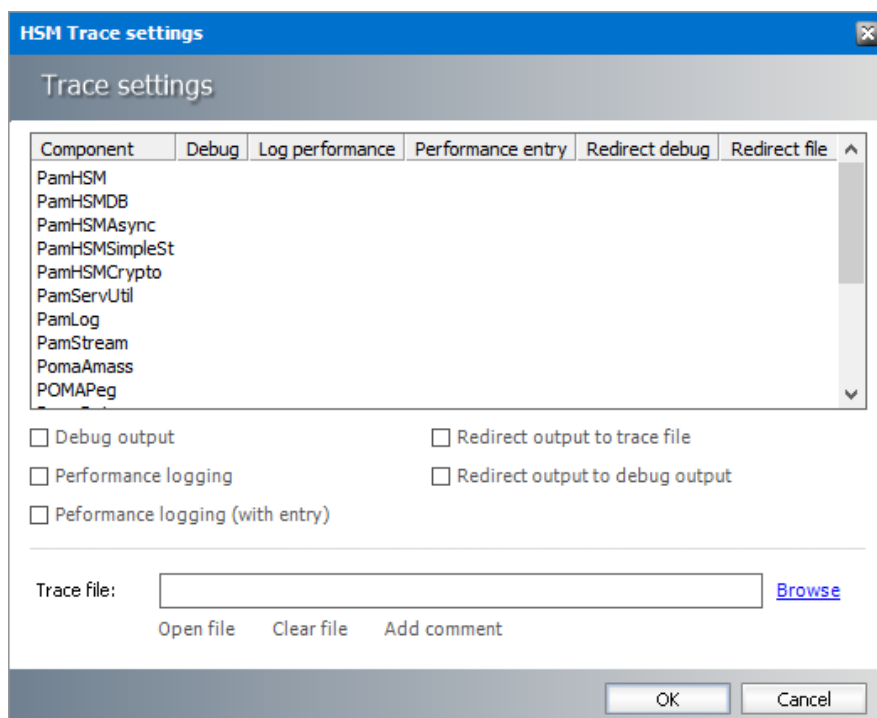 HSM Trace settings
Trace settings
Component Debug Log performance Performance entry Redirect debug Redirect file
PamHSM
PamHSMDB
PamHSMAsync
PamHSMSimpleSt
PamHSMCrypto
PamServUtil
PamLog
PamStream
PomaAmass
POMAPeg
Debug output
Redirect output to trace file
Performance logging
Redirect output to debug output
Peformance logging (with entry)
Trace file:
Browse
Open file Clear file Add comment
OK Cancel